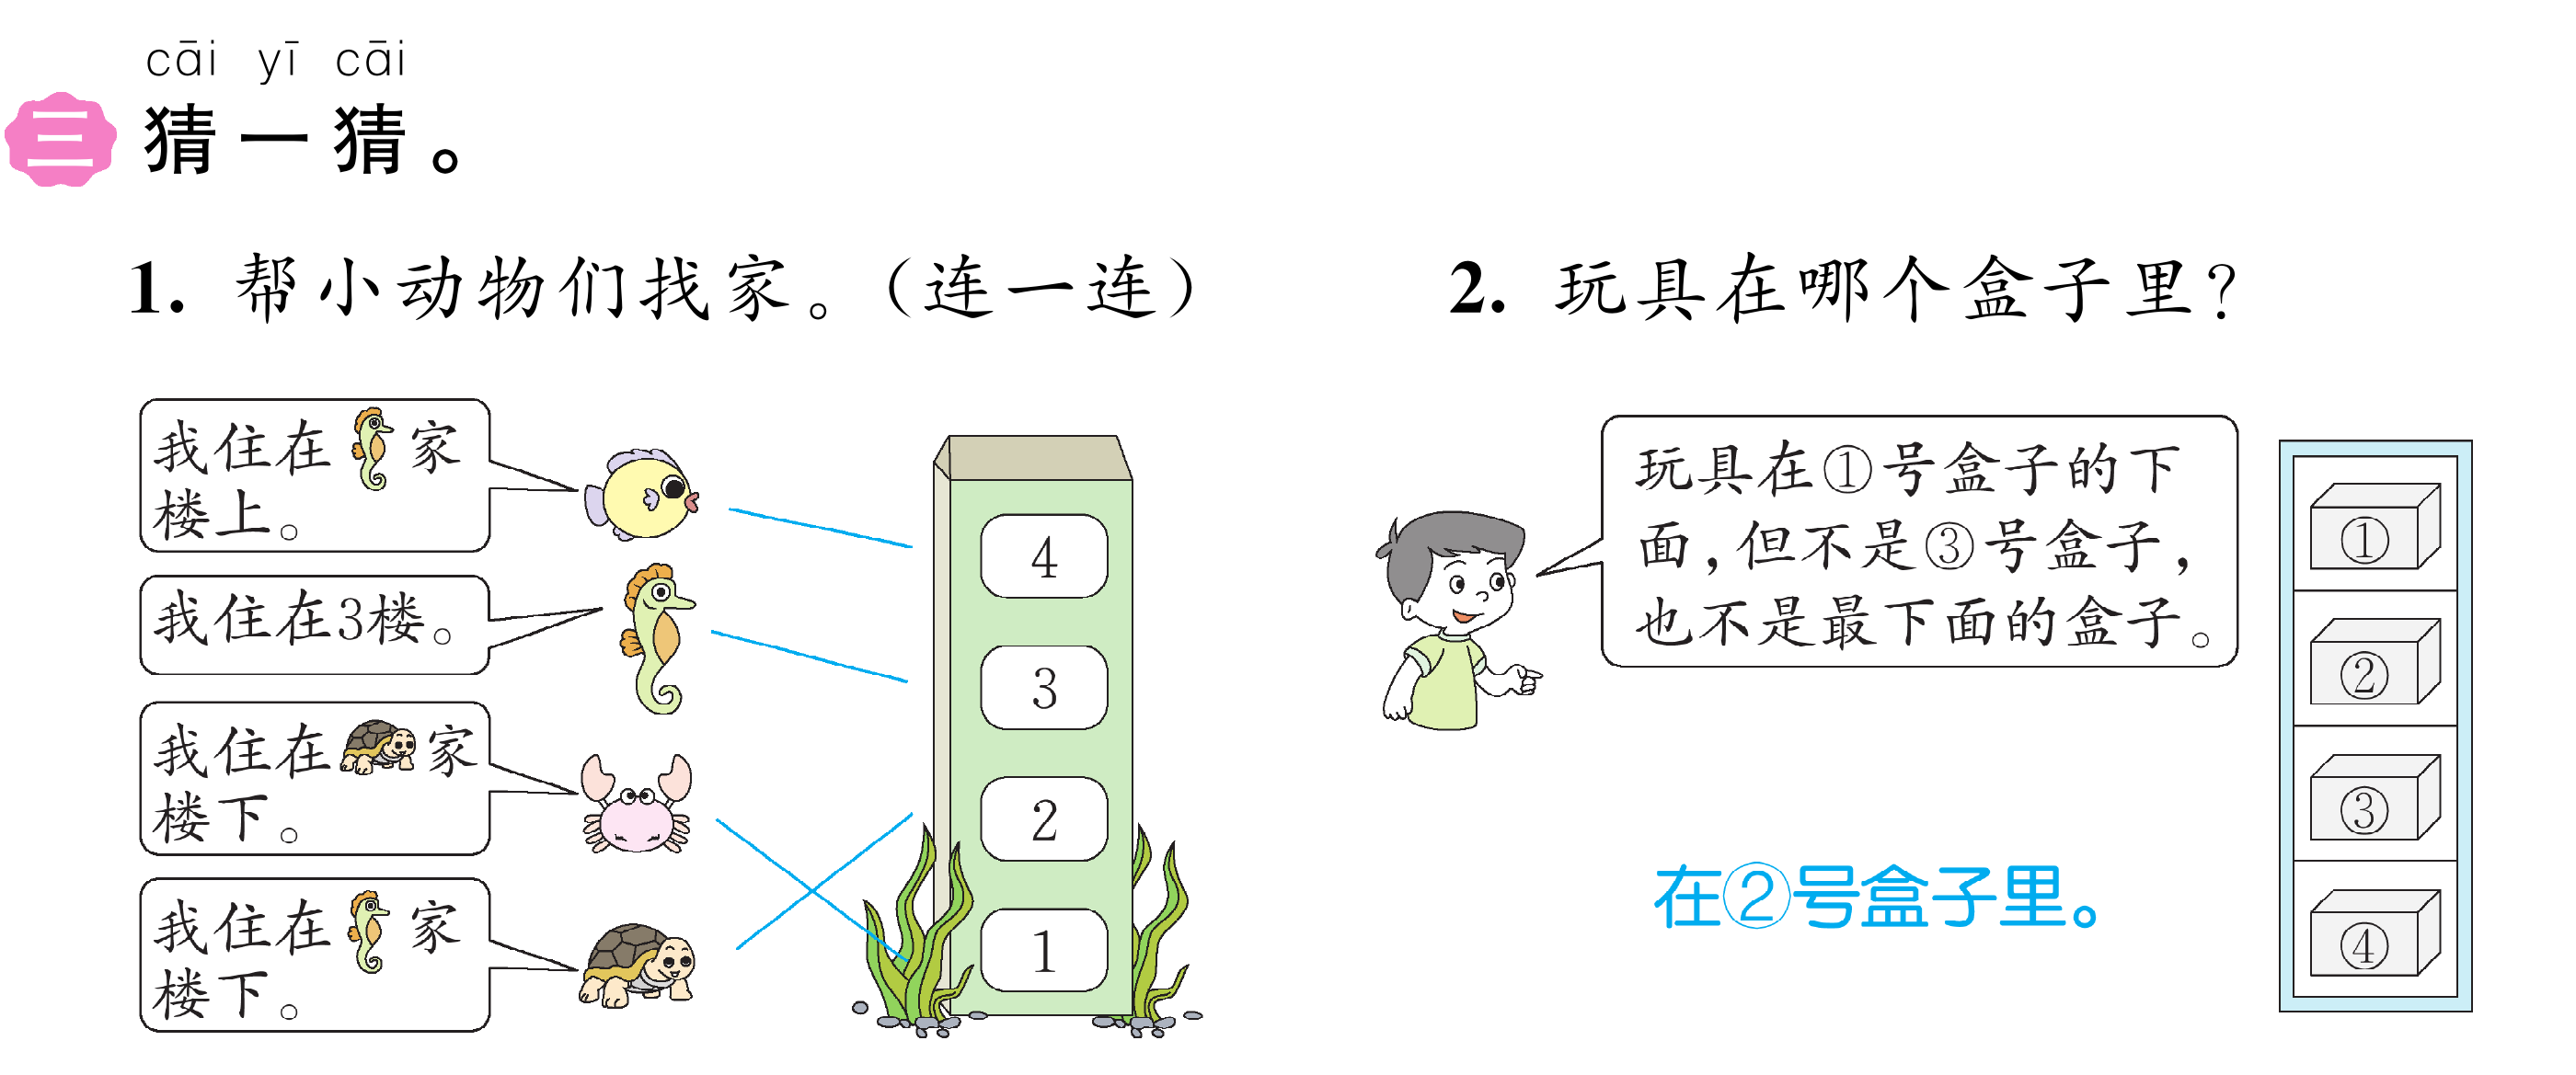 cāi yī cāi
三 猜一猜。
1. 帮小动物们找家。（连一连）
我住在家
楼上。
我住在3楼。
我住在家
楼下。
我住在家
楼下。
4
3
2
1
2. 玩具在哪个盒子里？
玩具在①号盒子的下
面，但不是③号盒子，
也不是最下面的盒子。
①
②
③
④
在②号盒子里。